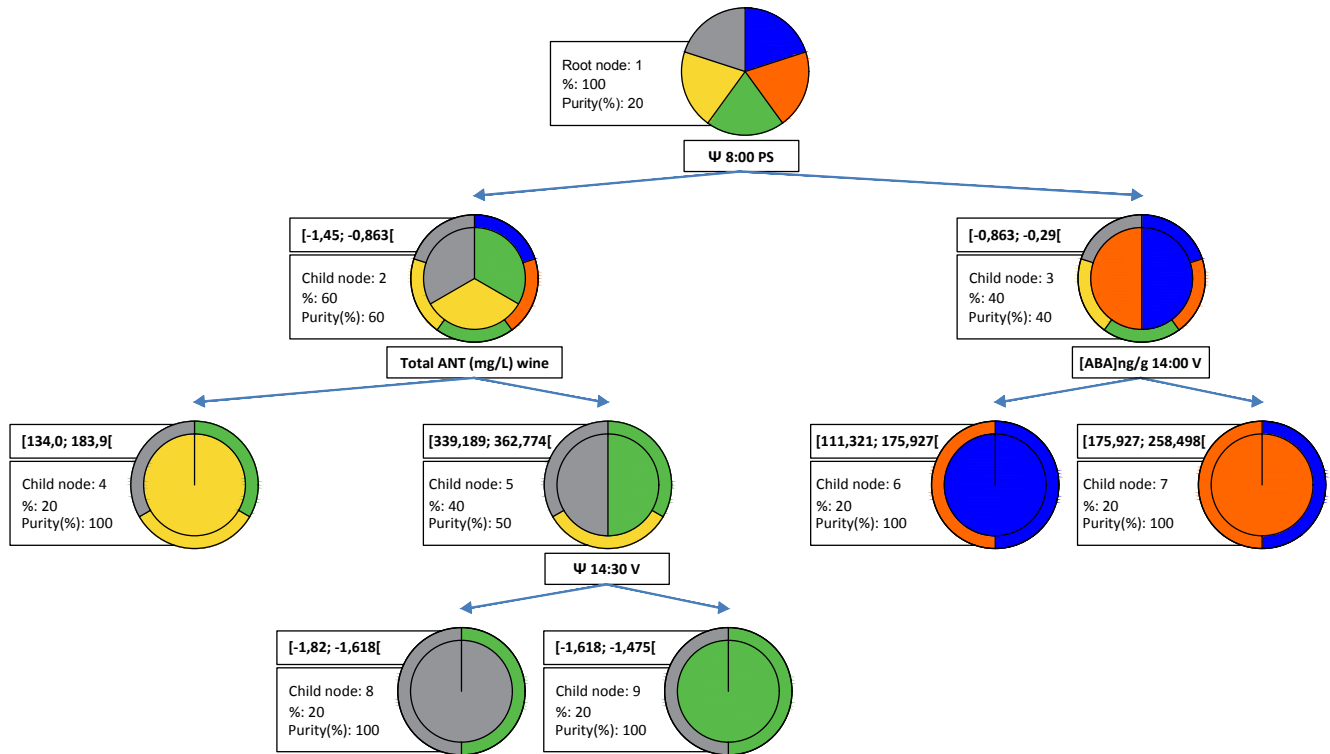 Root node: 1
%: 100
Purity(%): 20
Ψ 8:00 PS
[-1,45; -0,863[
Child node: 2
%: 60
Purity(%): 60
[-0,863; -0,29[
Child node: 3
%: 40
Purity(%): 40
Total ANT (mg/L) wine
[ABA]ng/g 14:00 V
[134,0; 183,9[
Child node: 4
%: 20
Purity(%): 100
[339,189; 362,774[
Child node: 5
%: 40
Purity(%): 50
[111,321; 175,927[
Child node: 6
%: 20
Purity(%): 100
[175,927; 258,498[
Child node: 7
%: 20
Purity(%): 100
Ψ 14:30 V
[-1,82; -1,618[
Child node: 8
%: 20
Purity(%): 100
[-1,618; -1,475[
Child node: 9
%: 20
Purity(%): 100